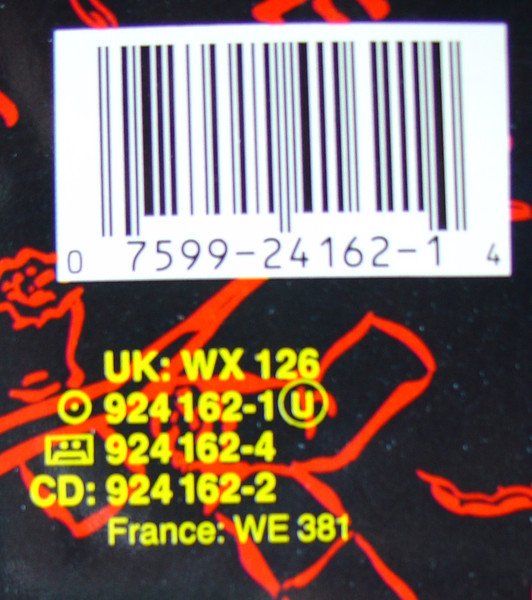 0 7599-24162-1 4
UK: WX 126
924 162-1 U
924 162-4
CD: 924 162-2
France: WE 381